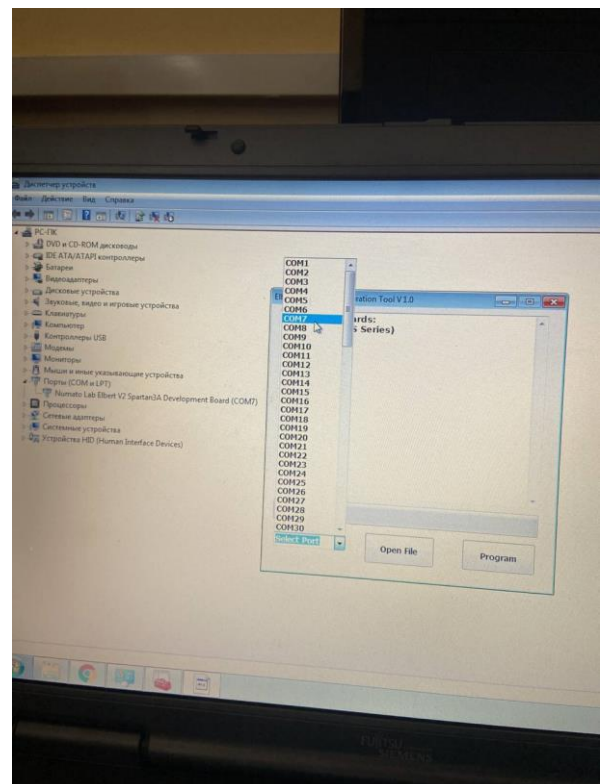 Диспетчер устройств
Файл Действие Вид Справка
РС-ПК
DVD и CD-ROM дисководы
IDE ATA/ATAPI контроллеры
Батареи
Видеоадаптеры
Дисковые устройства
Звуковые, видео и игровые устройства
Клавиатуры
Компьютер
Контроллеры USB
Модемы
Мониторы
Мыши и иные указывающие устройства
Порты (COM и LPT)
Numato Lab Elbert V2 Spartan3A Development Board (COM7)
Процессоры
Сетевые адаптеры
Системные устройства
Устройства HID (Human Interface Devices)
COM1
COM2
COM3
COM4
COM5
COM6
COM7
COM8
COM9
COM10
COM11
COM12
COM13
COM14
COM15
COM16
COM17
COM18
COM19
COM20
COM21
COM22
COM23
COM24
COM25
COM26
COM27
COM28
COM29
COM30
ration Tool V1.0
ards:
Series)
Select Port
Open File
Program
FUJITSU
SIEMENS